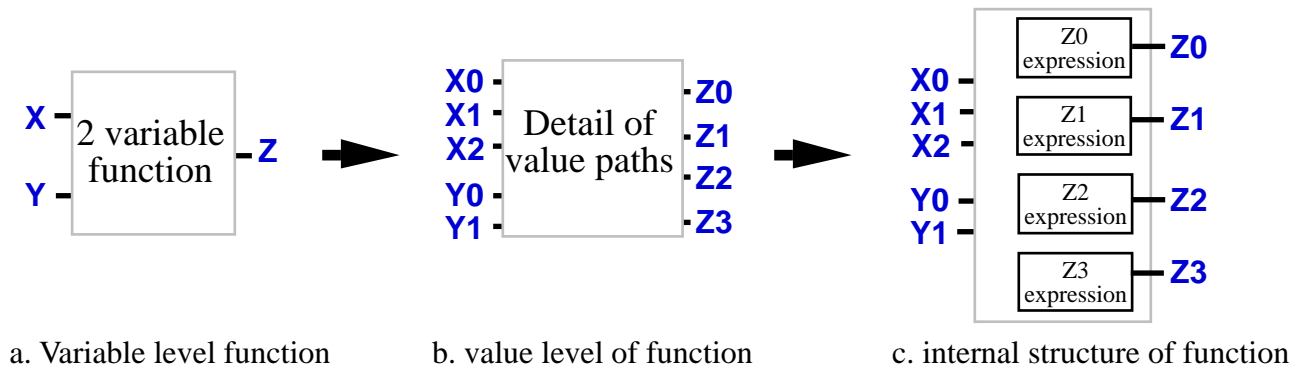 X
Y
2 variable
function
Z
X0
X1
X2
Y0
Y1
Detail of
value paths
Z0
Z1
Z2
Z3
X0
X1
X2
Y0
Y1
Z0
expression
Z0
Z1
expression
Z1
Z2
expression
Z2
Z3
expression
Z3
a. Variable level function
b. value level of function
c. internal structure of function